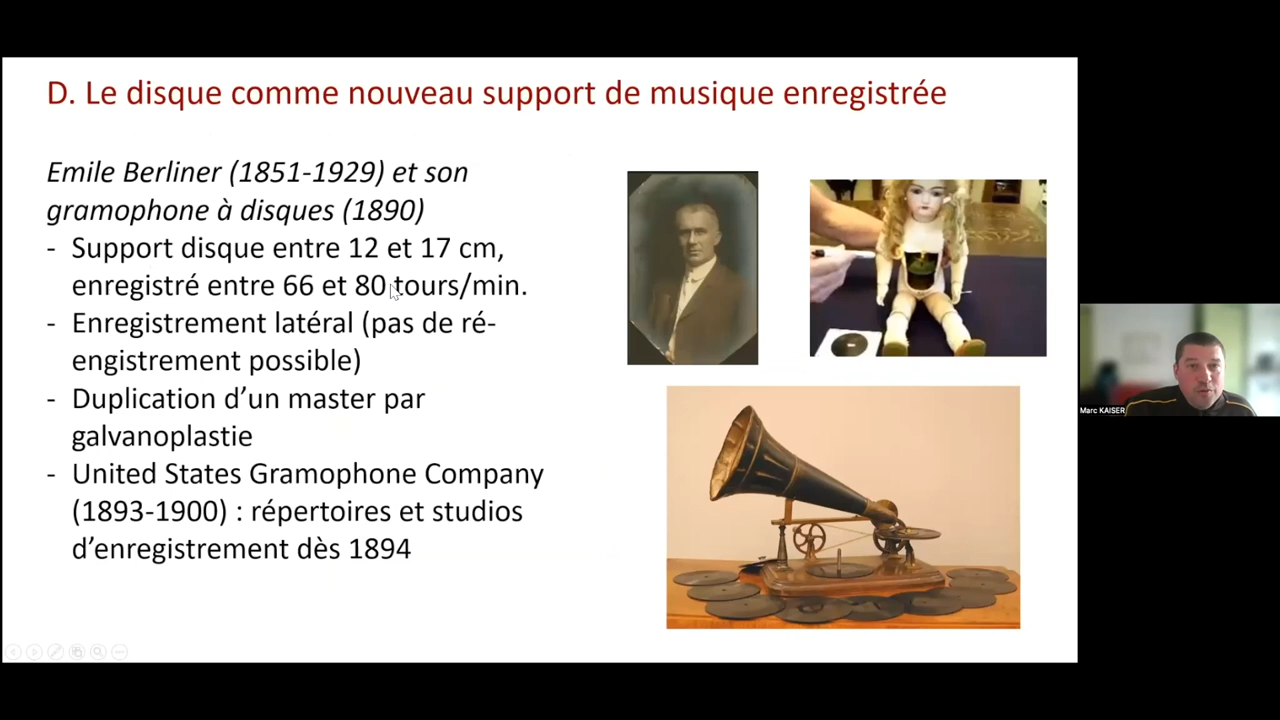 D. Le disque comme nouveau support de musique enregistrée
Emile Berliner (1851-1929) et son
gramophone à disques (1890)
- Support disque entre 12 et 17 cm,
enregistré entre 66 et 80 tours/min.
- Enregistrement latéral (pas de ré-
engistrement possible)
- Duplication d’un master par
galvanoplastie
- United States Gramophone Company
(1893-1900) : répertoires et studios
d’enregistrement dès 1894
Marc KAISER